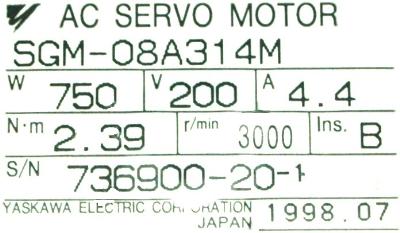 AC SERVO MOTOR
SGM-08A314M
W 750 V 200 A 4.4
N·m 2.39 r/min 3000 Ins. B
S/N 736900-20-1
YASKAWA ELECTRIC CORPORATION
JAPAN 1998.07